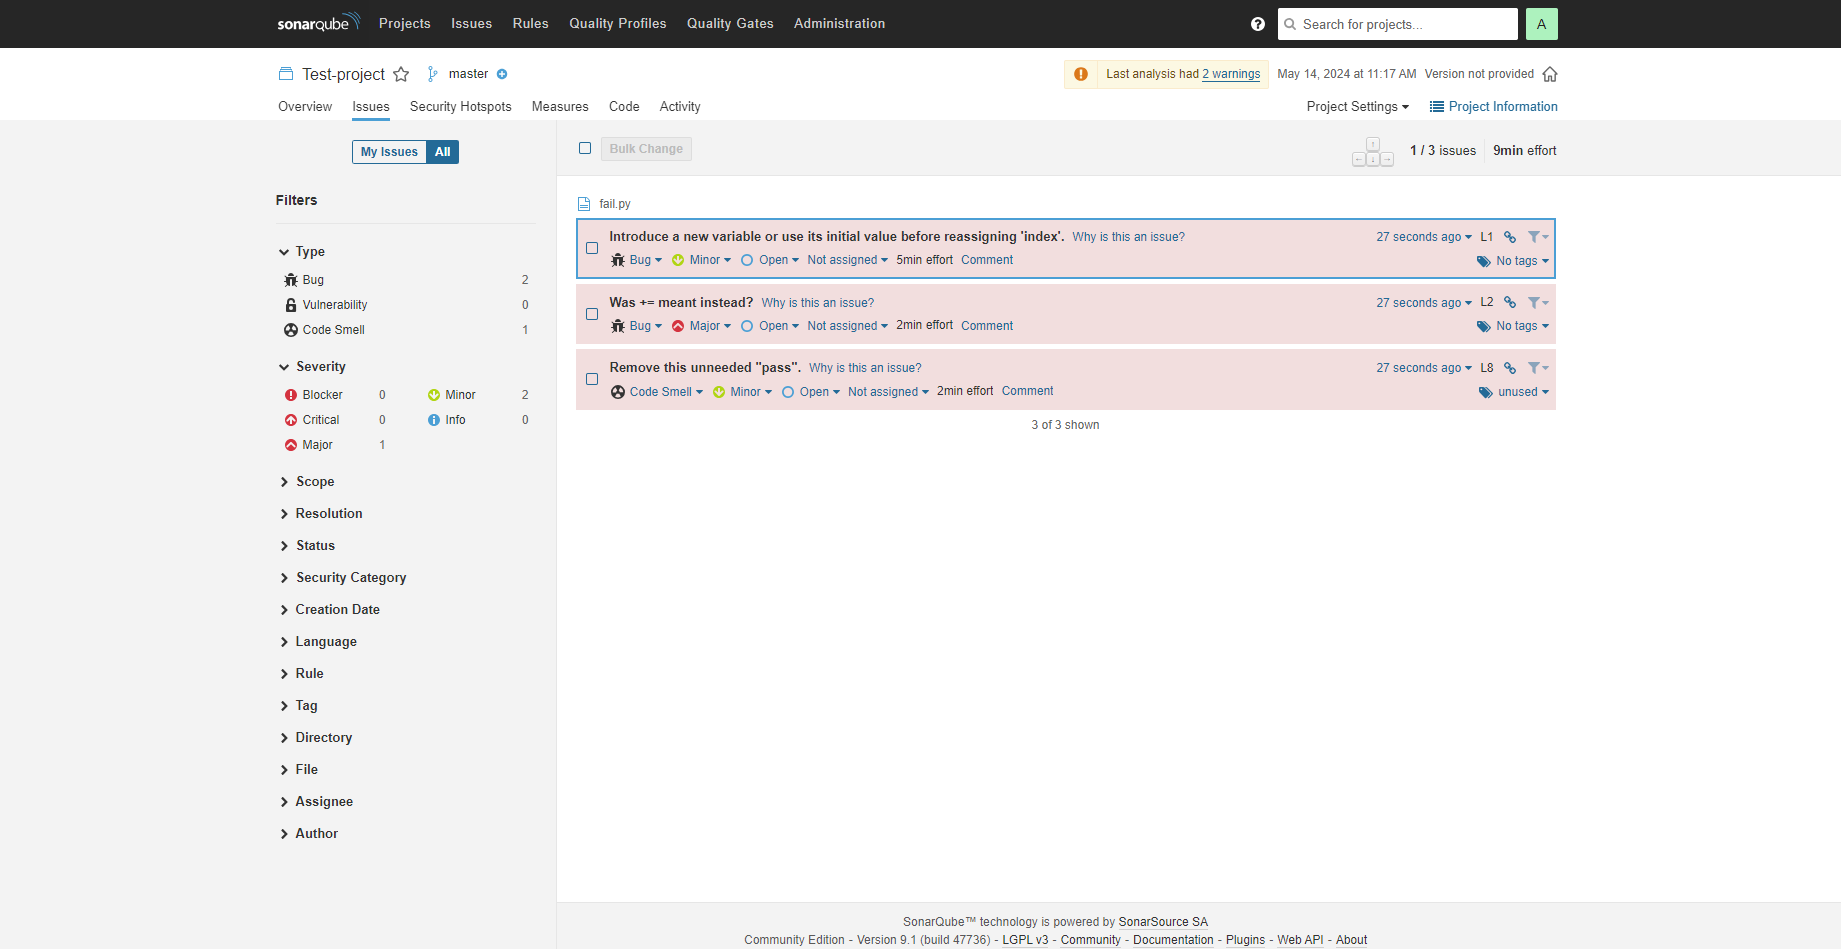 sonarqube Projects Issues Rules Quality Profiles Quality Gates Administration ? Search for projects... A
Test-project master Last analysis had 2 warnings May 14, 2024 at 11:17 AM Version not provided
Overview Issues Security Hotspots Measures Code Activity Project Settings Project Information
My Issues All
Bulk Change 1 / 3 issues 9min effort
Filters
Type
Bug 2
Vulnerability 0
Code Smell 1
Severity
Blocker 0 Minor 2
Critical 0 Info 0
Major 1
Scope
Resolution
Status
Security Category
Creation Date
Language
Rule
Tag
Directory
File
Assignee
Author
fail.py
Introduce a new variable or use its initial value before reassigning 'index'. Why is this an issue? 27 seconds ago L1
Bug Minor Open Not assigned 5min effort Comment No tags
Was += meant instead? Why is this an issue? 27 seconds ago L2
Bug Major Open Not assigned 2min effort Comment No tags
Remove this unneeded "pass". Why is this an issue? 27 seconds ago L8
Code Smell Minor Open Not assigned 2min effort Comment unused
3 of 3 shown
SonarQube™ technology is powered by SonarSource SA
Community Edition - Version 9.1 (build 47736) - LGPL v3 - Community - Documentation - Plugins - Web API - About